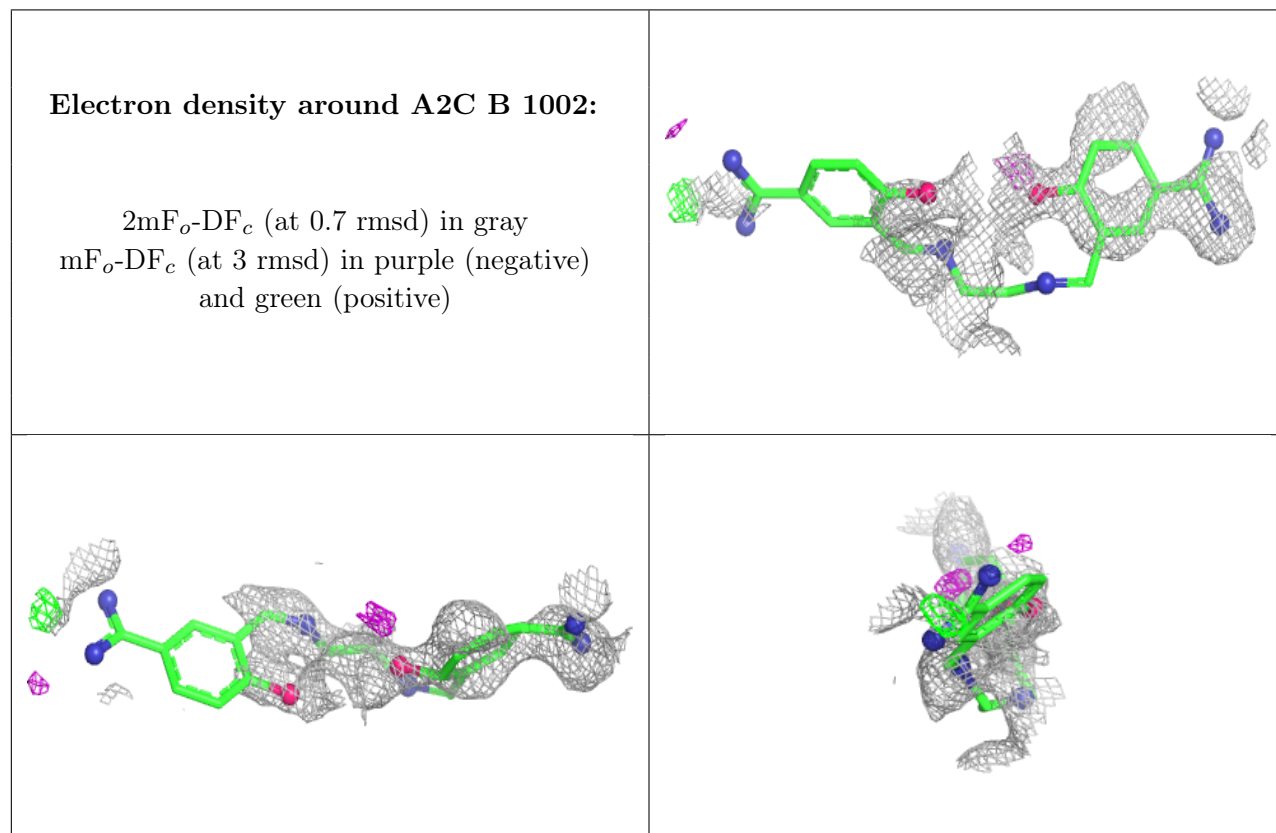 Electron density around A2C B 1002:
2mFo-DFc (at 0.7 rmsd) in gray
mFo-DFc (at 3 rmsd) in purple (negative)
and green (positive)